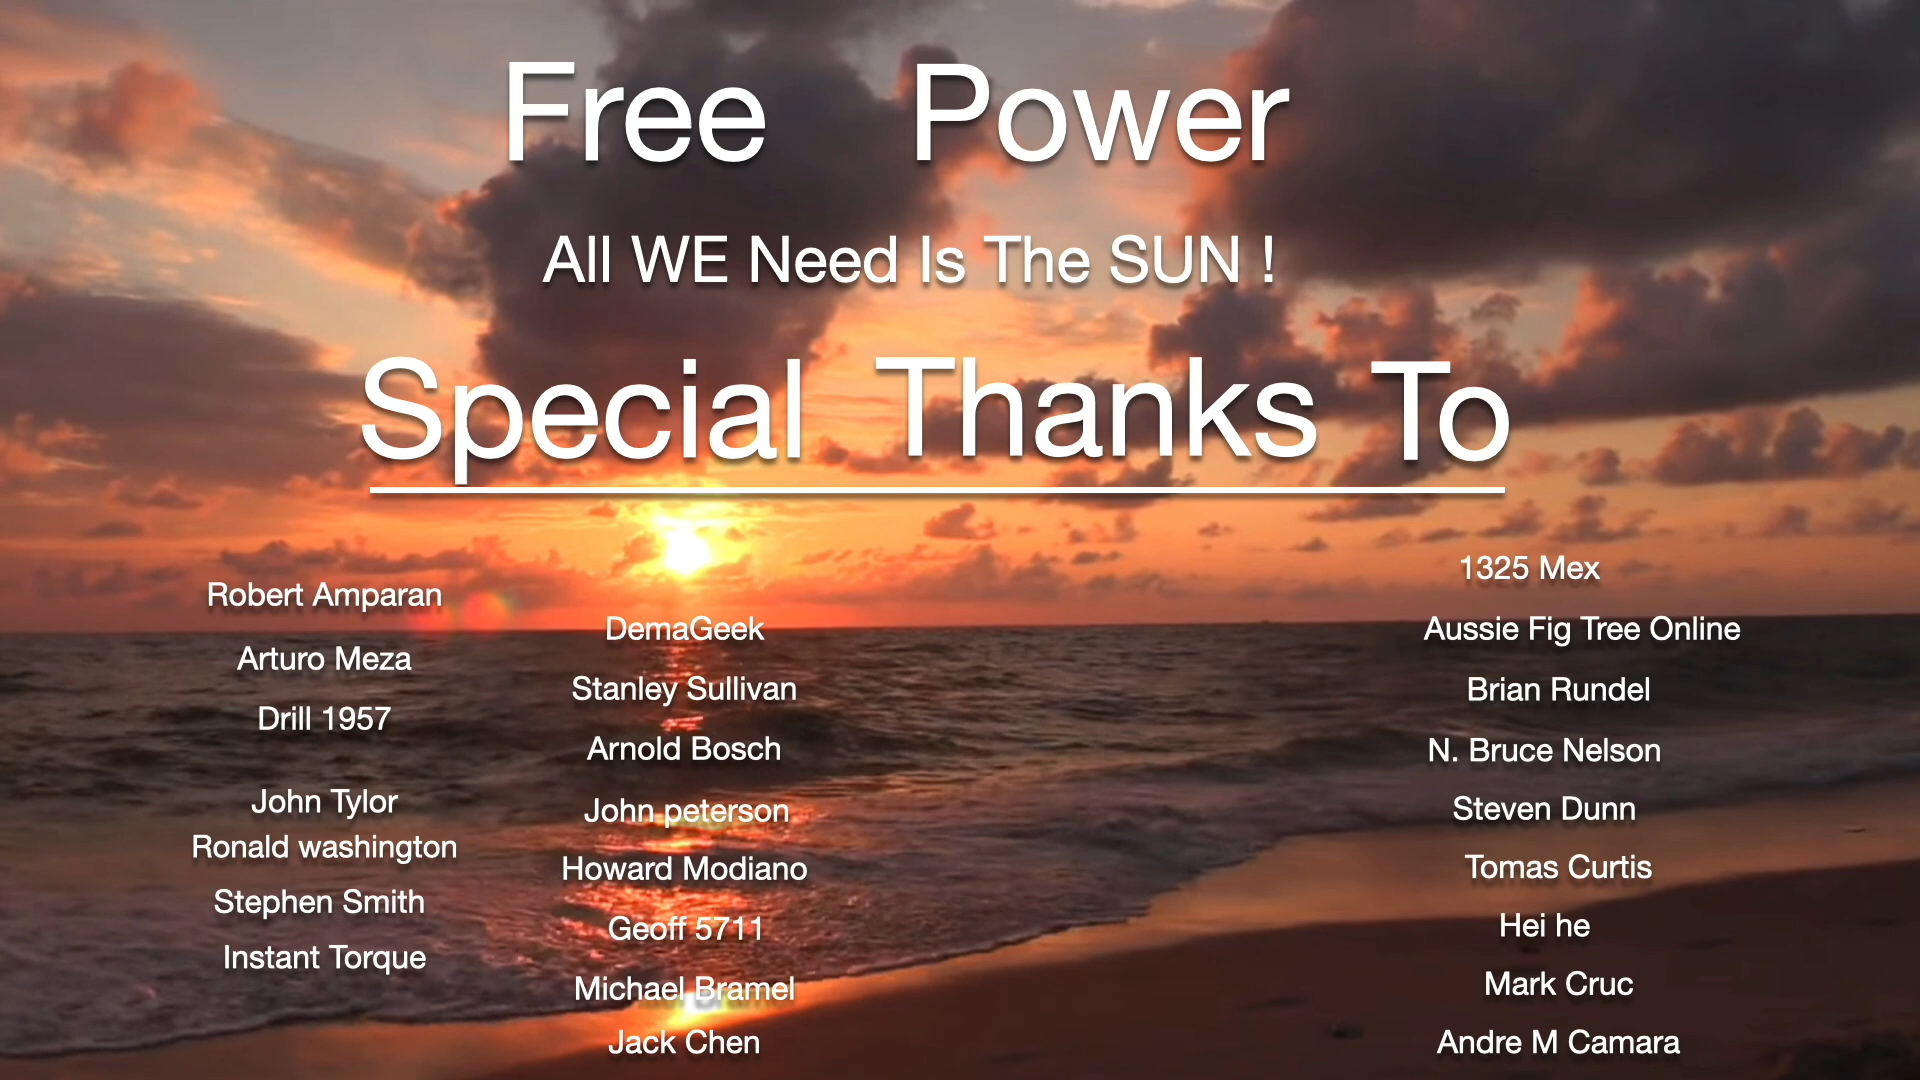 Free Power
All WE Need Is The SUN !
Special Thanks To
Robert Amparan
Arturo Meza
Drill 1957
John Tylor
Ronald washington
Stephen Smith
Instant Torque
DemaGeek
Stanley Sullivan
Arnold Bosch
John peterson
Howard Modiano
Geoff 5711
Michael Bramel
Jack Chen
1325 Mex
Aussie Fig Tree Online
Brian Rundel
N. Bruce Nelson
Steven Dunn
Tomas Curtis
Hei he
Mark Cruc
Andre M Camara